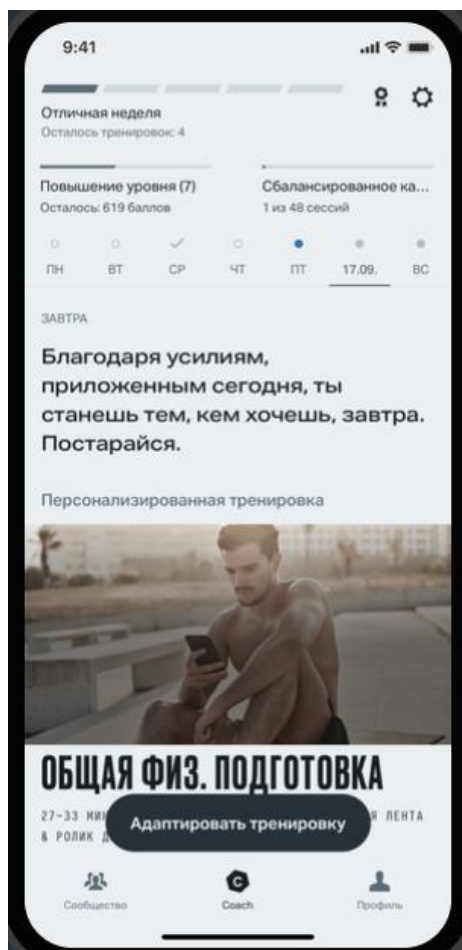 9:41
Отличная неделя
Осталось тренировок: 4
Повышение уровня (7)
Осталось: 619 баллов
Сбалансированное ка...
1 из 48 сессий
ПН ВТ СР ЧТ ПТ 17.09. ВС
ЗАВТРА
Благодаря усилиям,
приложенным сегодня, ты
станешь тем, кем хочешь, завтра.
Постарайся.
Персонализированная тренировка
ОБЩАЯ ФИЗ. ПОДГОТОВКА
27–33 ЛЕНТА
Адаптировать тренировку
& РОЛИК
Сообщество
C
Coach
Профиль